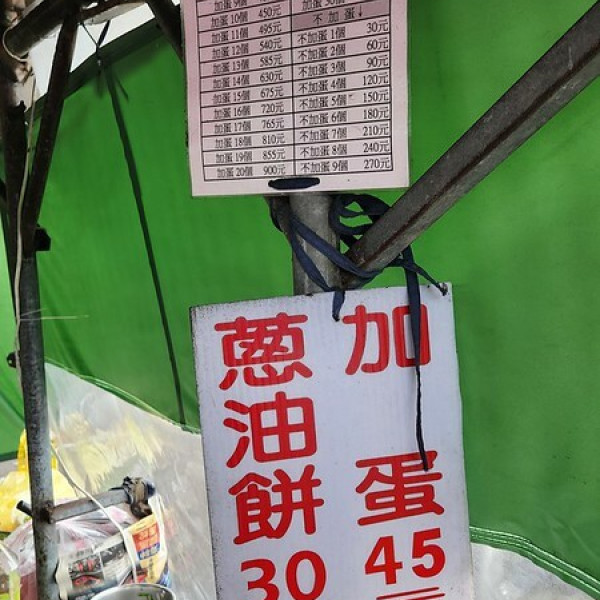 加蛋 10個 450元
加蛋 11個 495元
加蛋 12個 540元
加蛋 13個 585元
加蛋 14個 630元
加蛋 15個 675元
加蛋 16個 720元
加蛋 17個 765元
加蛋 18個 810元
加蛋 19個 855元
加蛋 20個 900元
不加蛋↓
不加蛋 1個 30元
不加蛋 2個 60元
不加蛋 3個 90元
不加蛋 4個 120元
不加蛋 5個 150元
不加蛋 6個 180元
不加蛋 7個 210元
不加蛋 8個 240元
不加蛋 9個 270元
加蛋 45元
蔥油餅 30